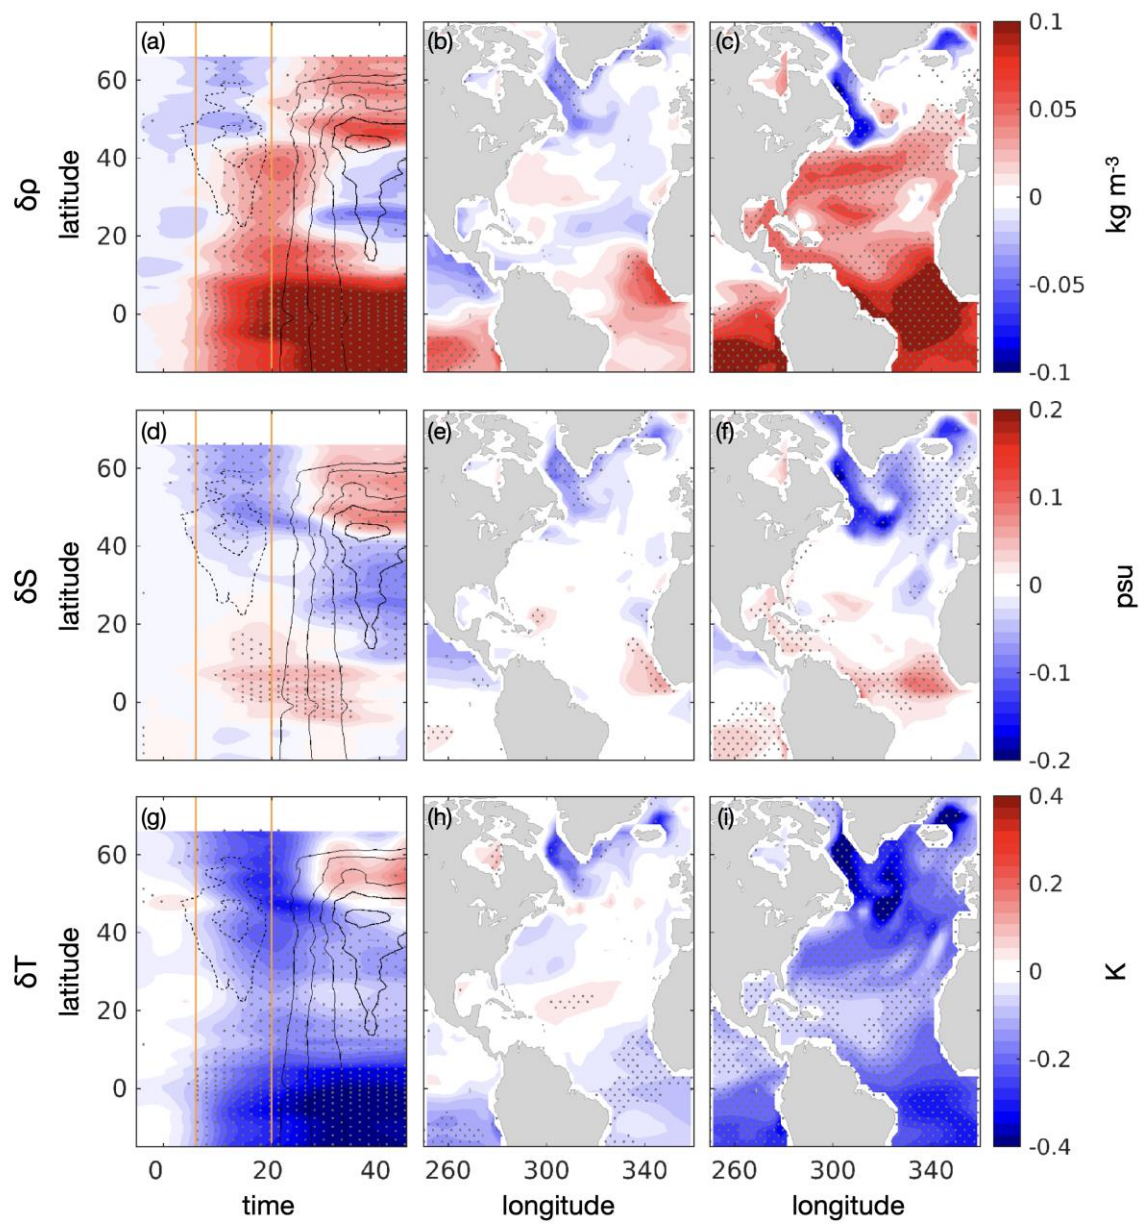 (a) (b) (c)
60
40
20
0
δρ
latitude
0.1
0.05
0
-0.05
-0.1
kg m-3
(d) (e) (f)
60
40
20
0
δS
latitude
0.2
0.1
0
-0.1
-0.2
psu
(g) (h) (i)
60
40
20
0
δT
latitude
0.4
0.2
0
-0.2
-0.4
K
0 20 40
260 300 340
260 300 340
time
longitude
longitude